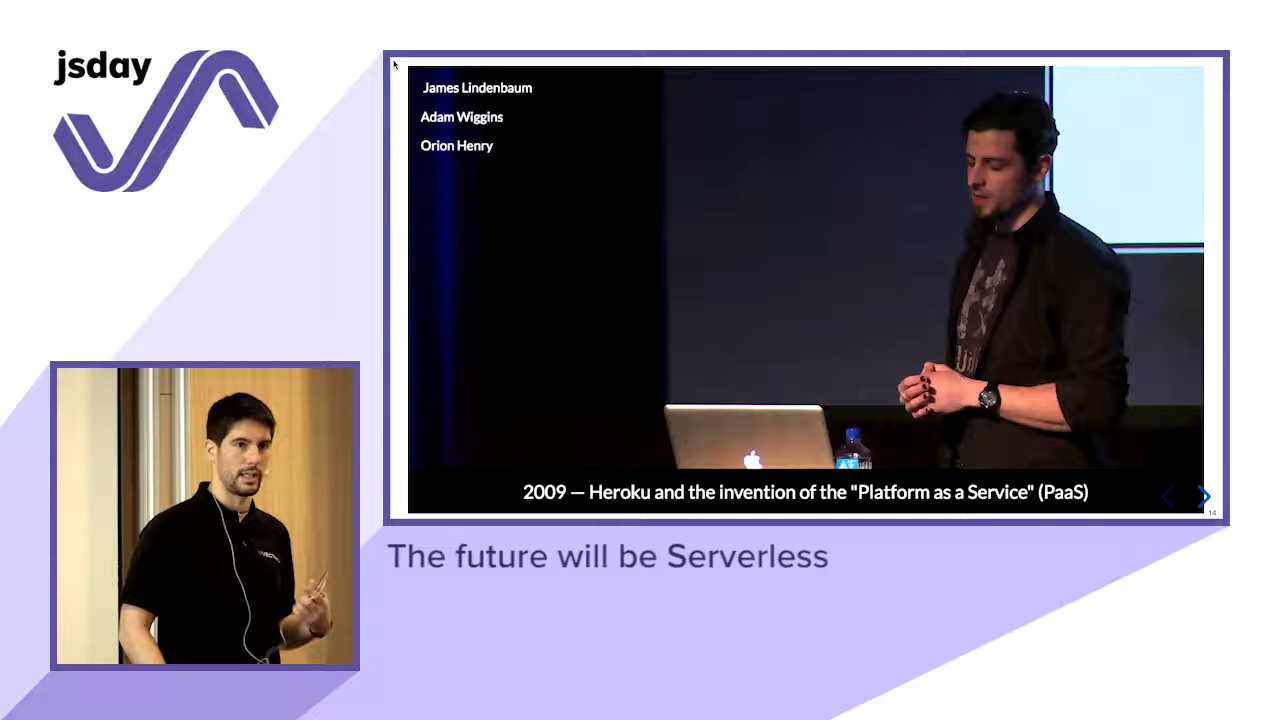 jsday
James Lindenbaum
Adam Wiggins
Orion Henry
2009 — Heroku and the invention of the "Platform as a Service" (PaaS)
14
The future will be Serverless